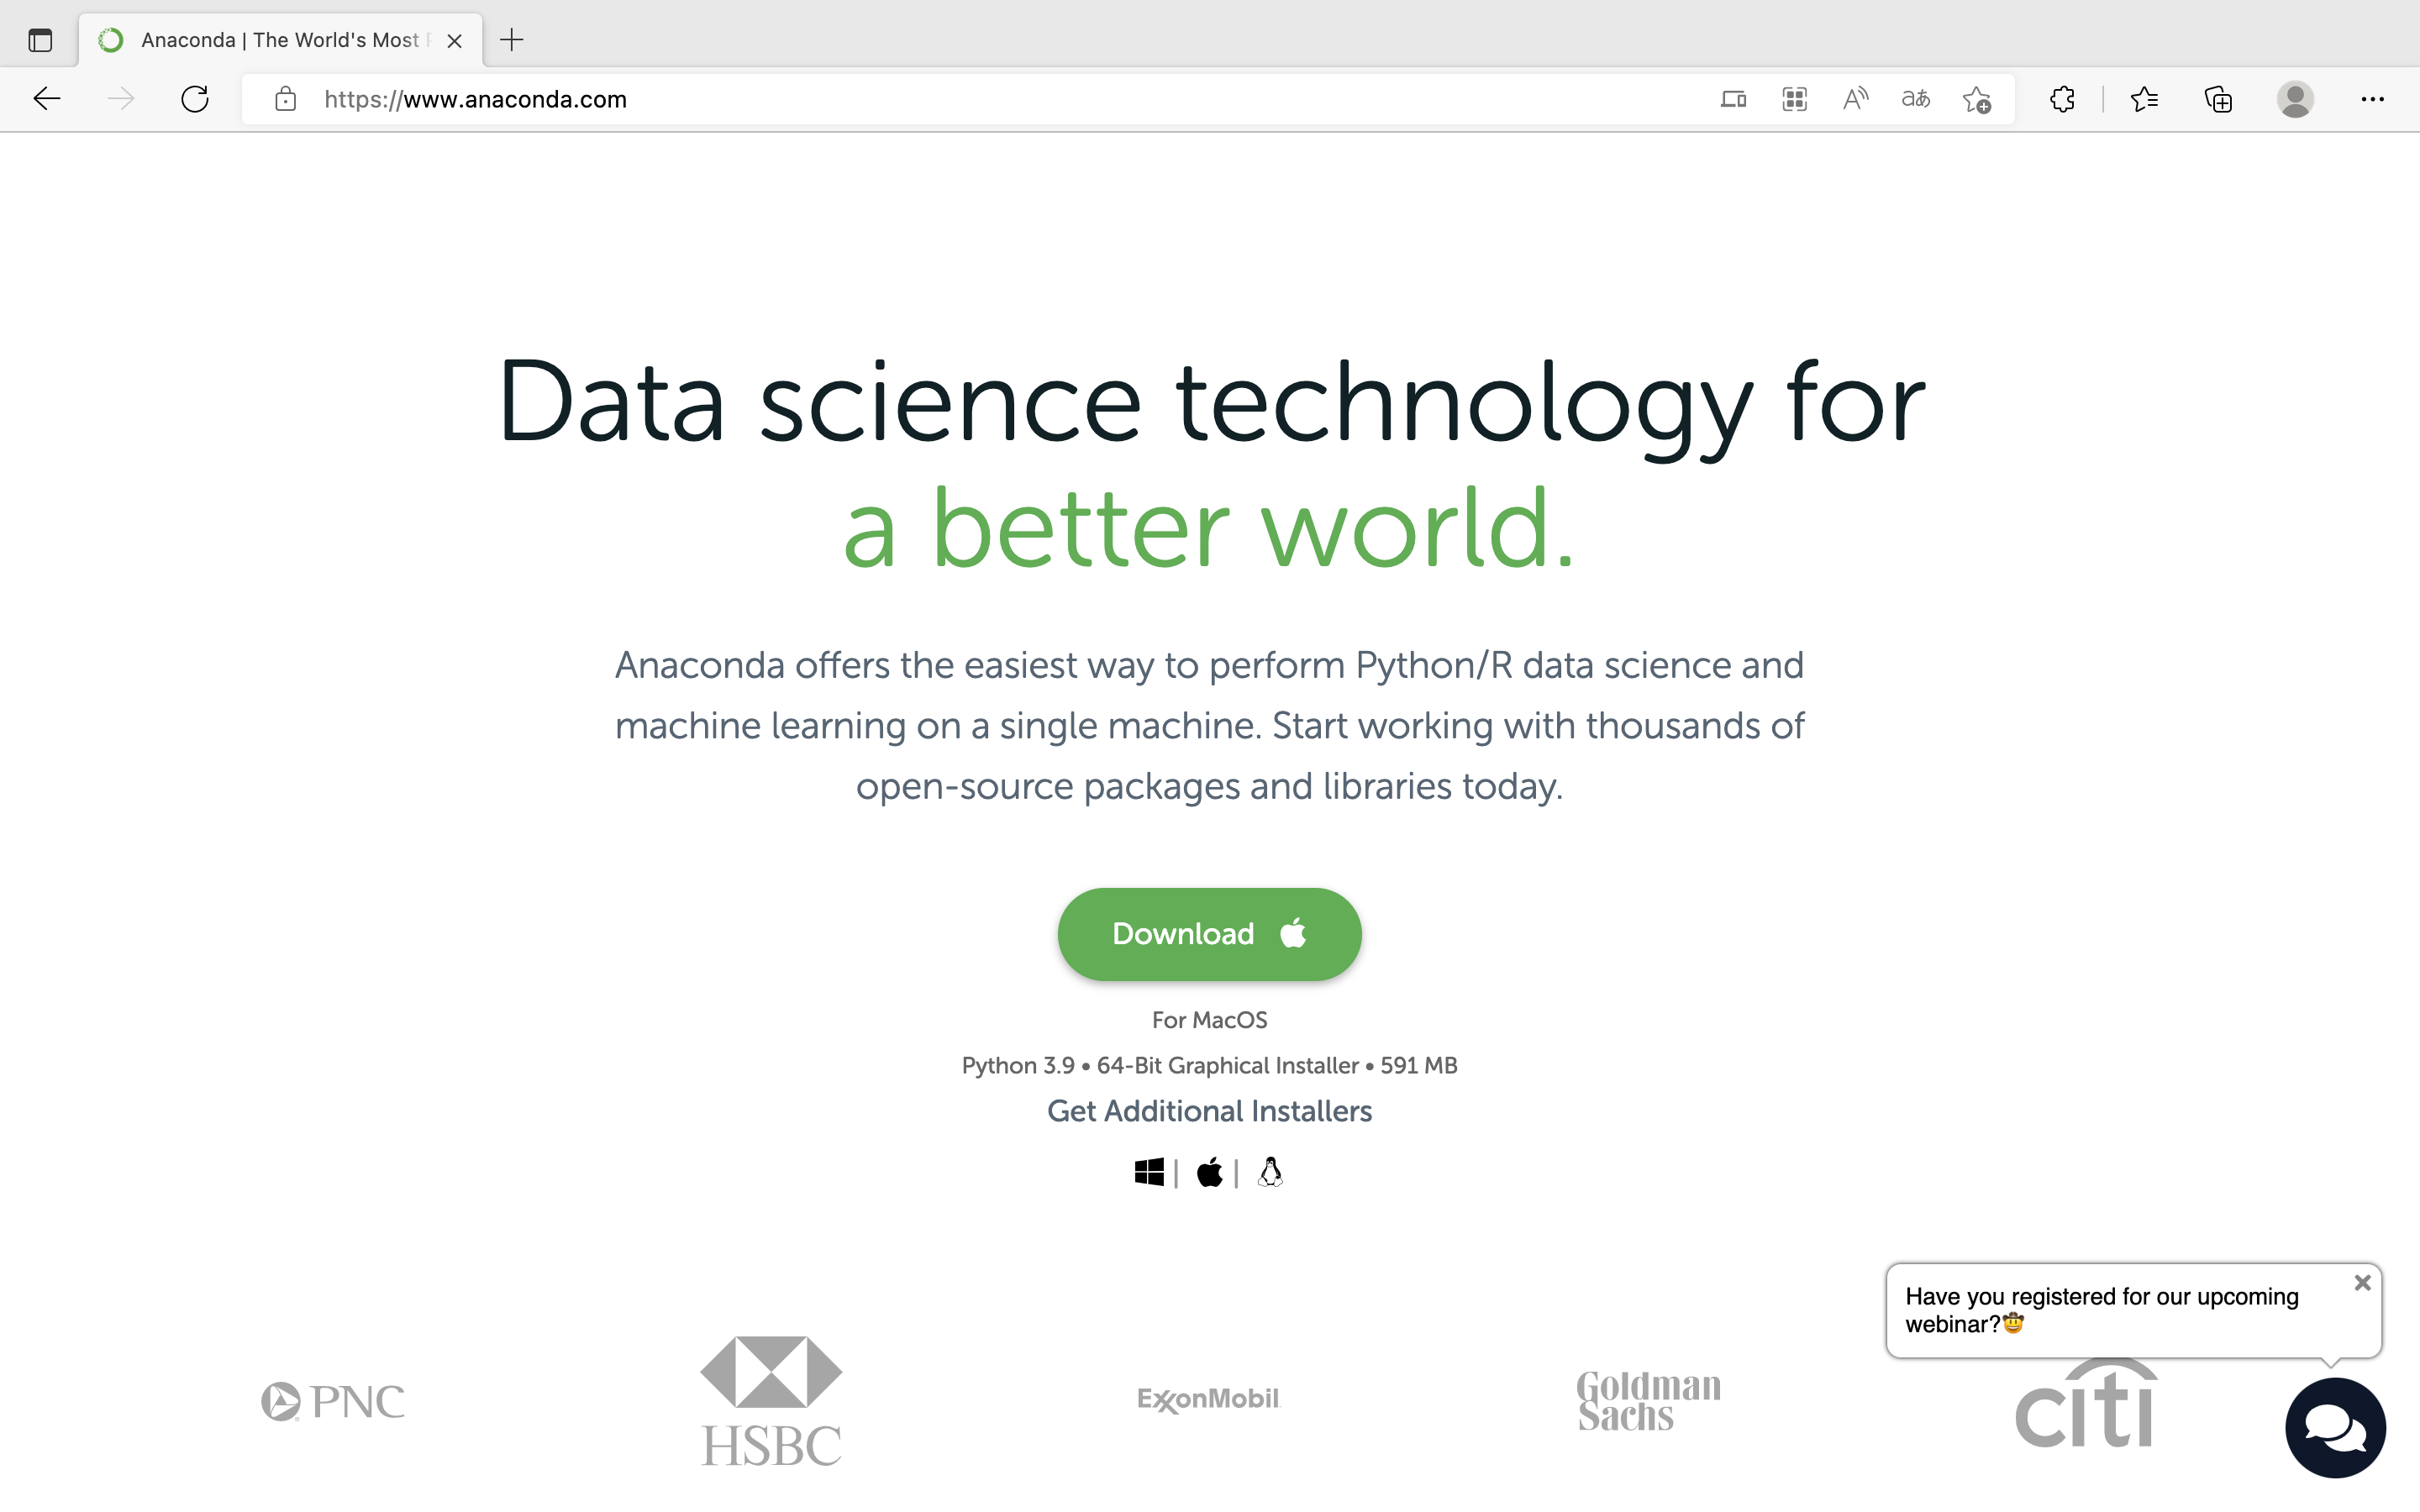 Anaconda | The World's Most
https://www.anaconda.com
Data science technology for
a better world.
Anaconda offers the easiest way to perform Python/R data science and
machine learning on a single machine. Start working with thousands of
open-source packages and libraries today.
Download
For MacOS
Python 3.9 • 64-Bit Graphical Installer • 591 MB
Get Additional Installers
Have you registered for our upcoming
webinar?🤠
PNC
HSBC
ExxonMobil
Goldman
Sachs
citi